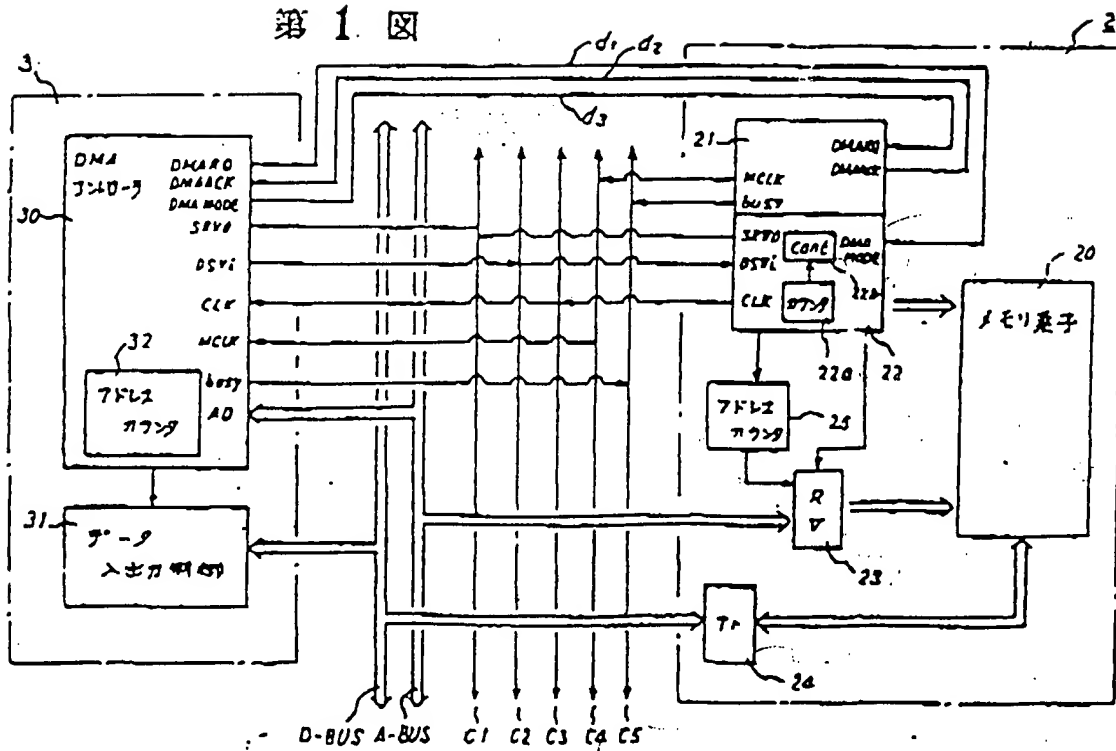 第 1 図
d1
d2
d3
2
3
DMA
コントローラ
30
DMARQ
DMAACK
DMA MODE
SRVO
DSVi
CLK
MCLK
busy
AD
32
アドレス
カウンタ
31
データ
入出力制御
21
DMARQ
DMAACK
MCLK
busy
SRVO
DSVi
CLK
Cont
DMA
MODE
22b
カウンタ
22a
22
20
メモリ素子
アドレス
カウンタ
25
R
V
23
Tr
24
D-BUS
A-BUS
C1
C2
C3
C4
C5